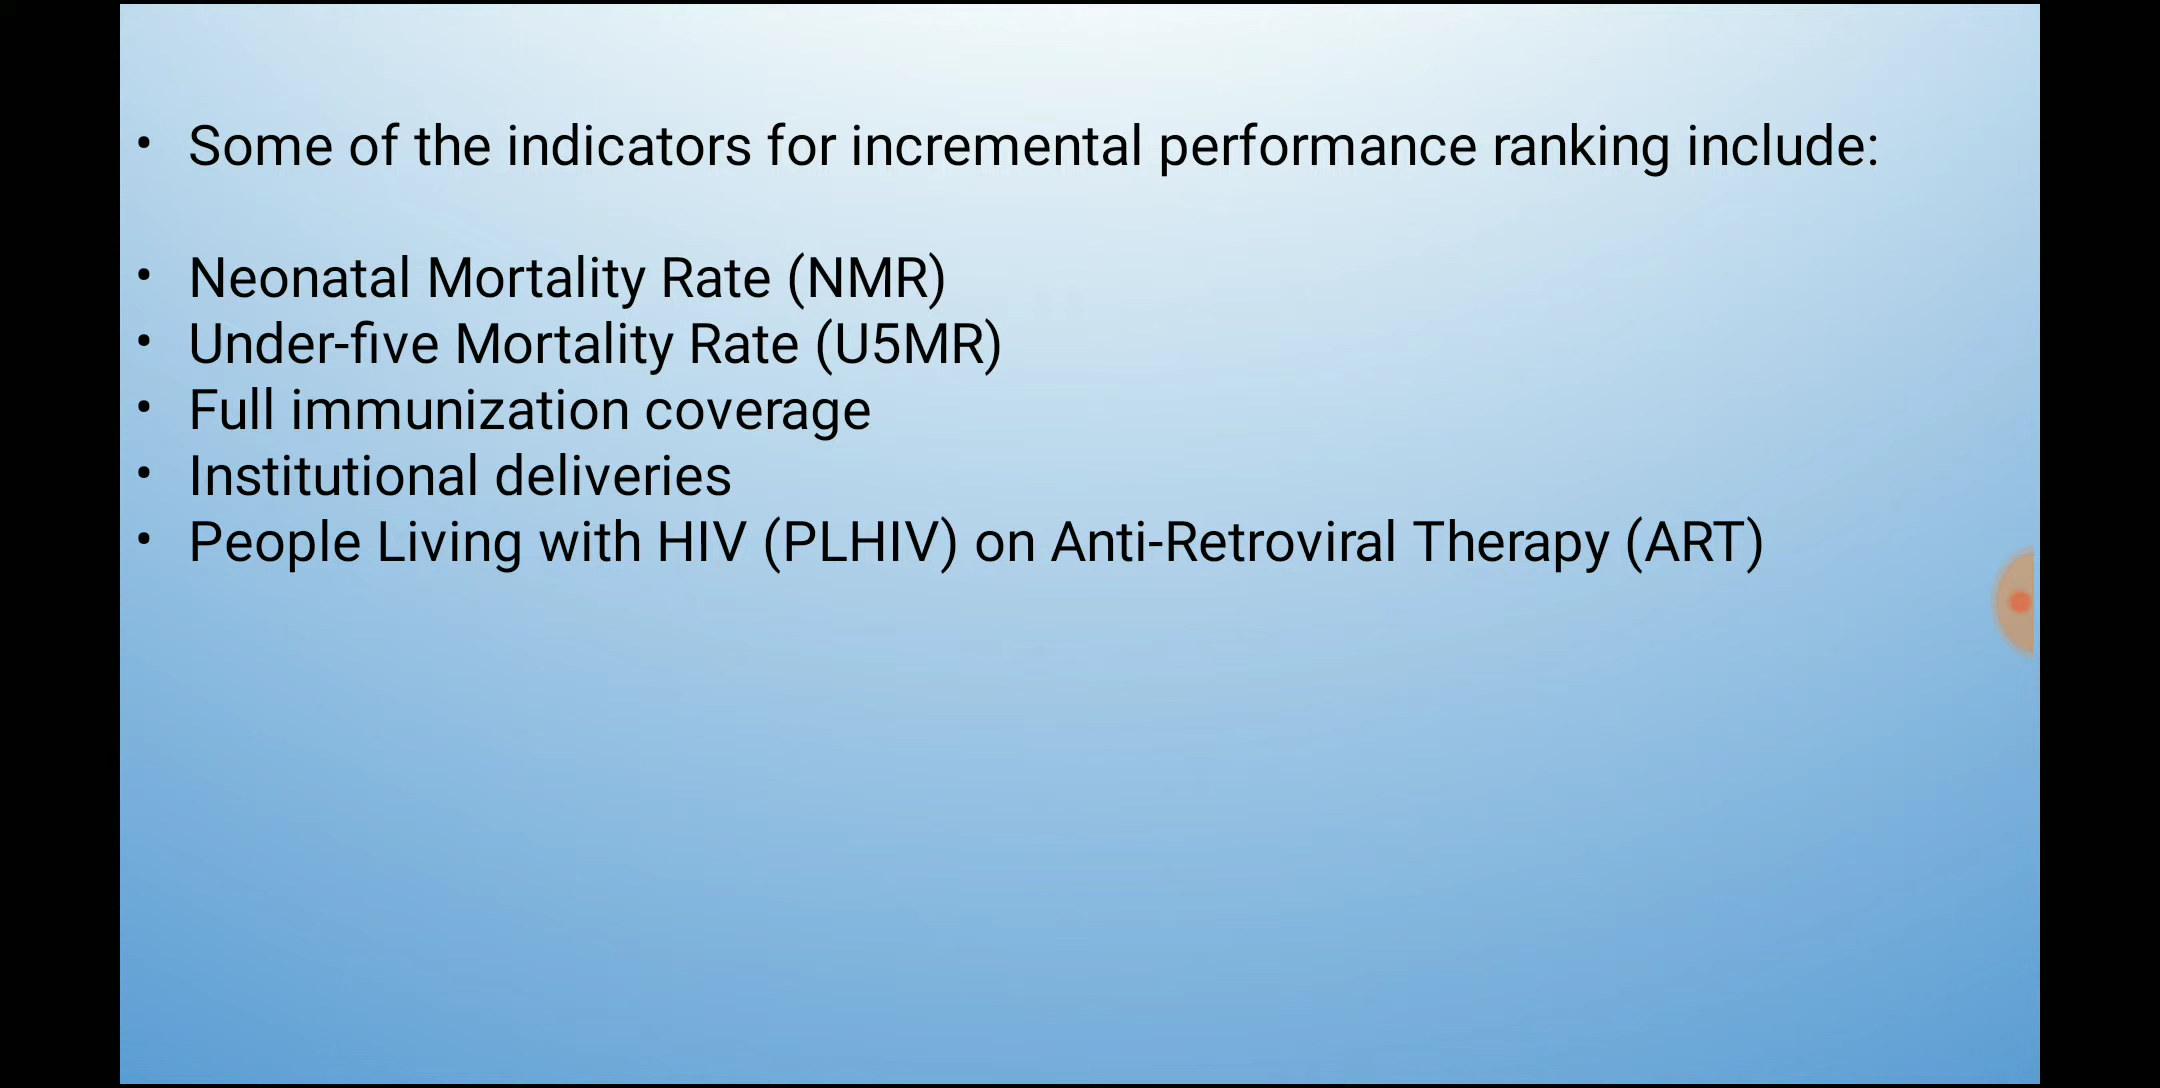 • Some of the indicators for incremental performance ranking include:
• Neonatal Mortality Rate (NMR)
• Under-five Mortality Rate (U5MR)
• Full immunization coverage
• Institutional deliveries
• People Living with HIV (PLHIV) on Anti-Retroviral Therapy (ART)